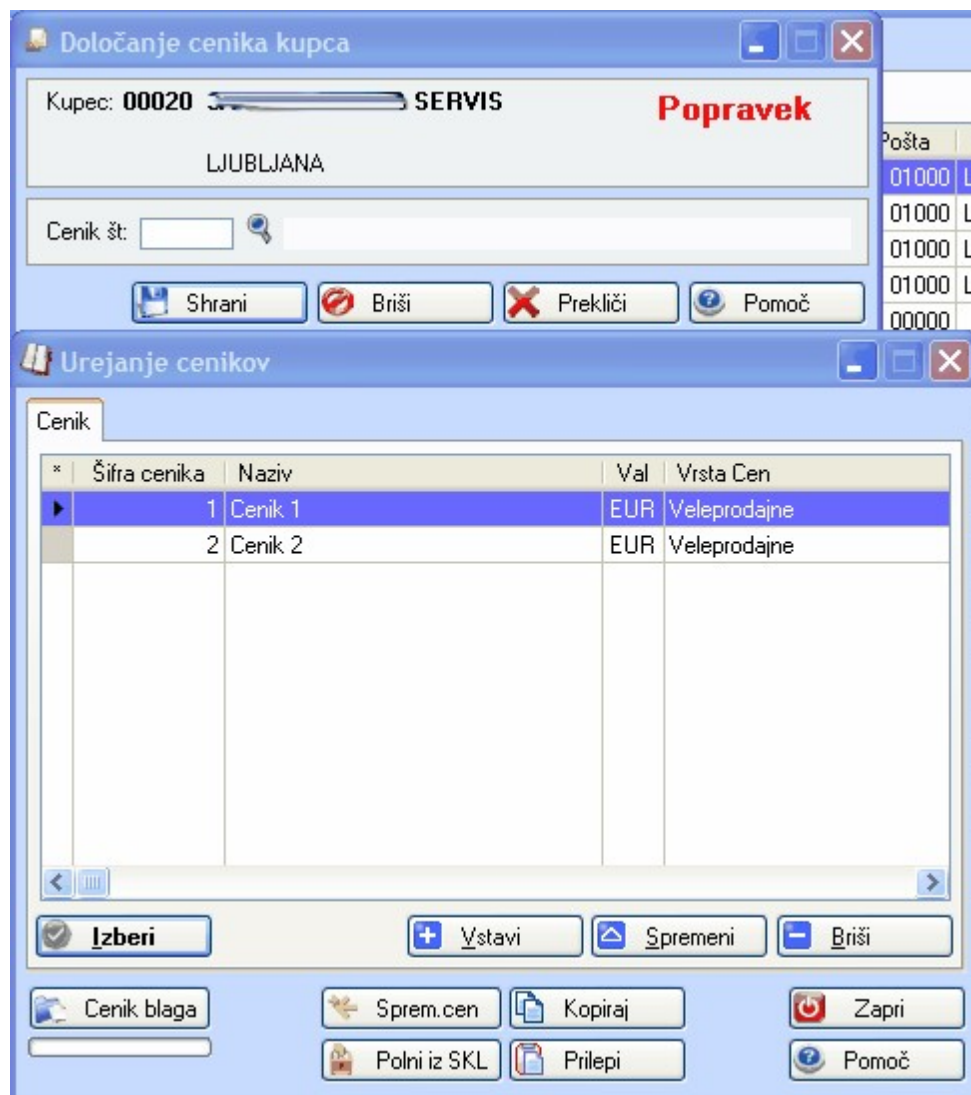 Določanje cenika kupca
Kupec: 00020 SERVIS
Popravek
LJUBLJANA
Cenik št:
Shrani Briši Prekliči Pomoč
Pošta
01000 L
01000 L
01000 L
01000 L
00000
Urejanje cenikov
Cenik
* Šifra cenika Naziv Val Vrsta Cen
1 Cenik 1 EUR Veleprodajne
2 Cenik 2 EUR Veleprodajne
Izberi Vstavi Spremeni Briši
Cenik blaga Sprem.cen Kopiraj Zapri
Polni iz SKL Prilepi Pomoč